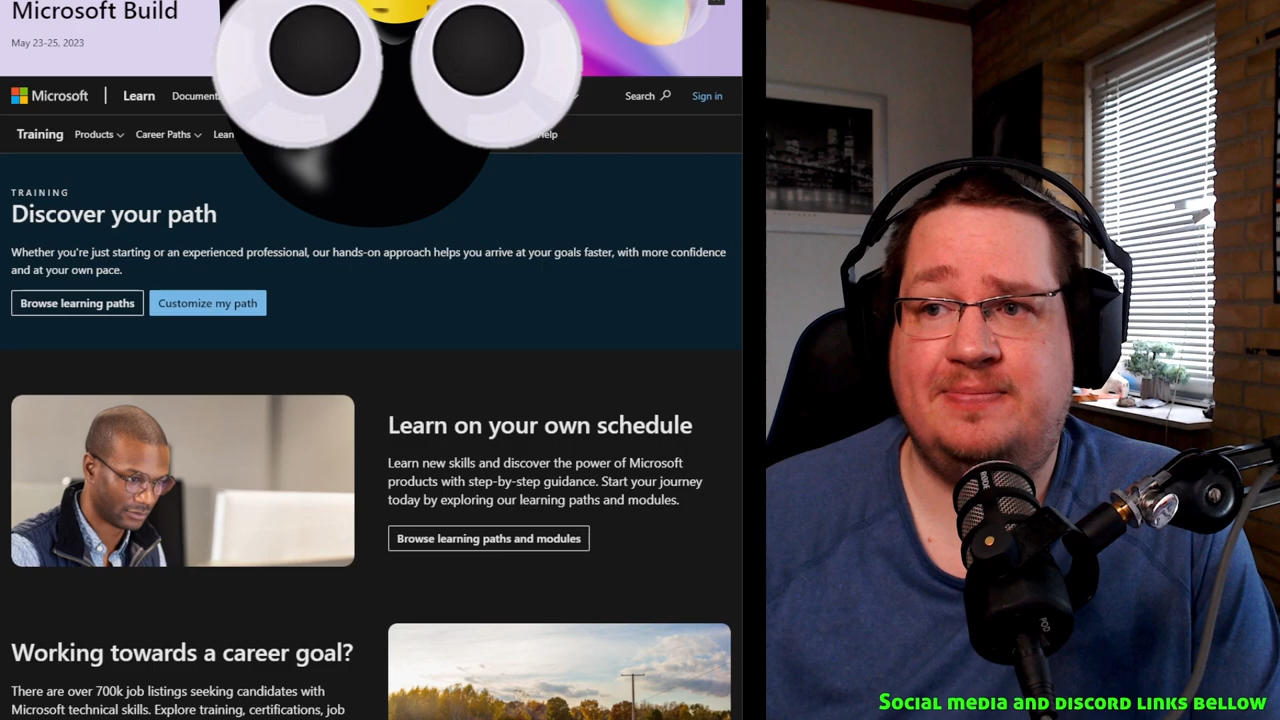 Microsoft Build
May 23-25, 2023
Microsoft
Learn
Search
Sign in
Training
Products
Career Paths
TRAINING
Discover your path
Whether you're just starting or an experienced professional, our hands-on approach helps you arrive at your goals faster, with more confidence
and at your own pace.
Browse learning paths
Customize my path
Learn on your own schedule
Learn new skills and discover the power of Microsoft
products with step-by-step guidance. Start your journey
today by exploring our learning paths and modules.
Browse learning paths and modules
Working towards a career goal?
There are over 700k job listings seeking candidates with
Microsoft technical skills. Explore training, certifications, job
RØDE
POD
Social media and discord links bellow